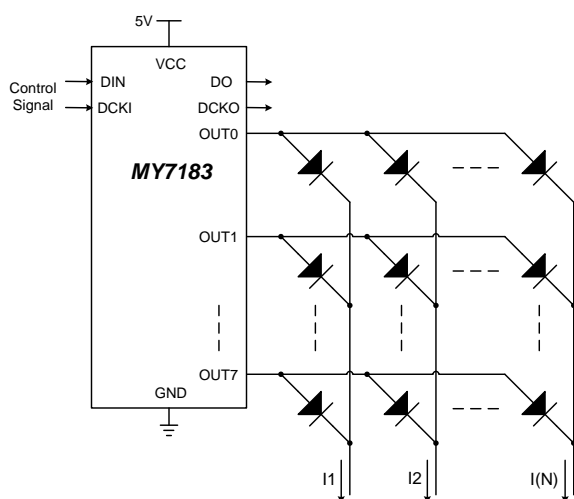 5V
VCC
Control
Signal
DIN
DCKI
DO
DCKO
OUT0
MY7183
OUT1
OUT7
GND
I1
I2
I(N)